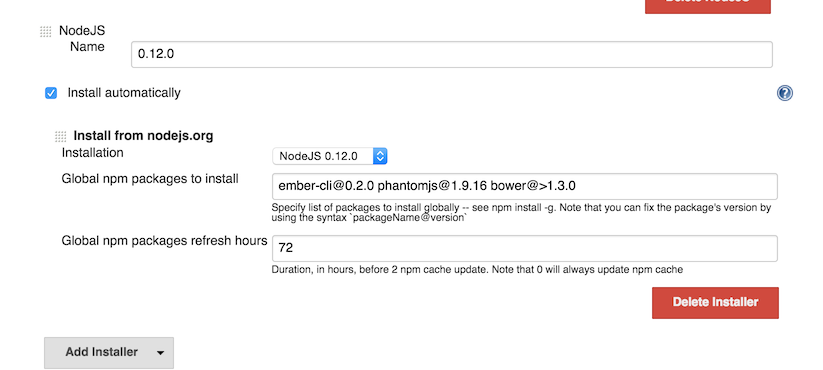 Delete NodeJS
NodeJS
Name
0.12.0
Install automatically
Install from nodejs.org
Installation
NodeJS 0.12.0
Global npm packages to install
ember-cli@0.2.0 phantomjs@1.9.16 bower@>1.3.0
Specify list of packages to install globally -- see npm install -g. Note that you can fix the package's version by
using the syntax `packageName@version`
Global npm packages refresh hours
72
Duration, in hours, before 2 npm cache update. Note that 0 will always update npm cache
Delete Installer
Add Installer